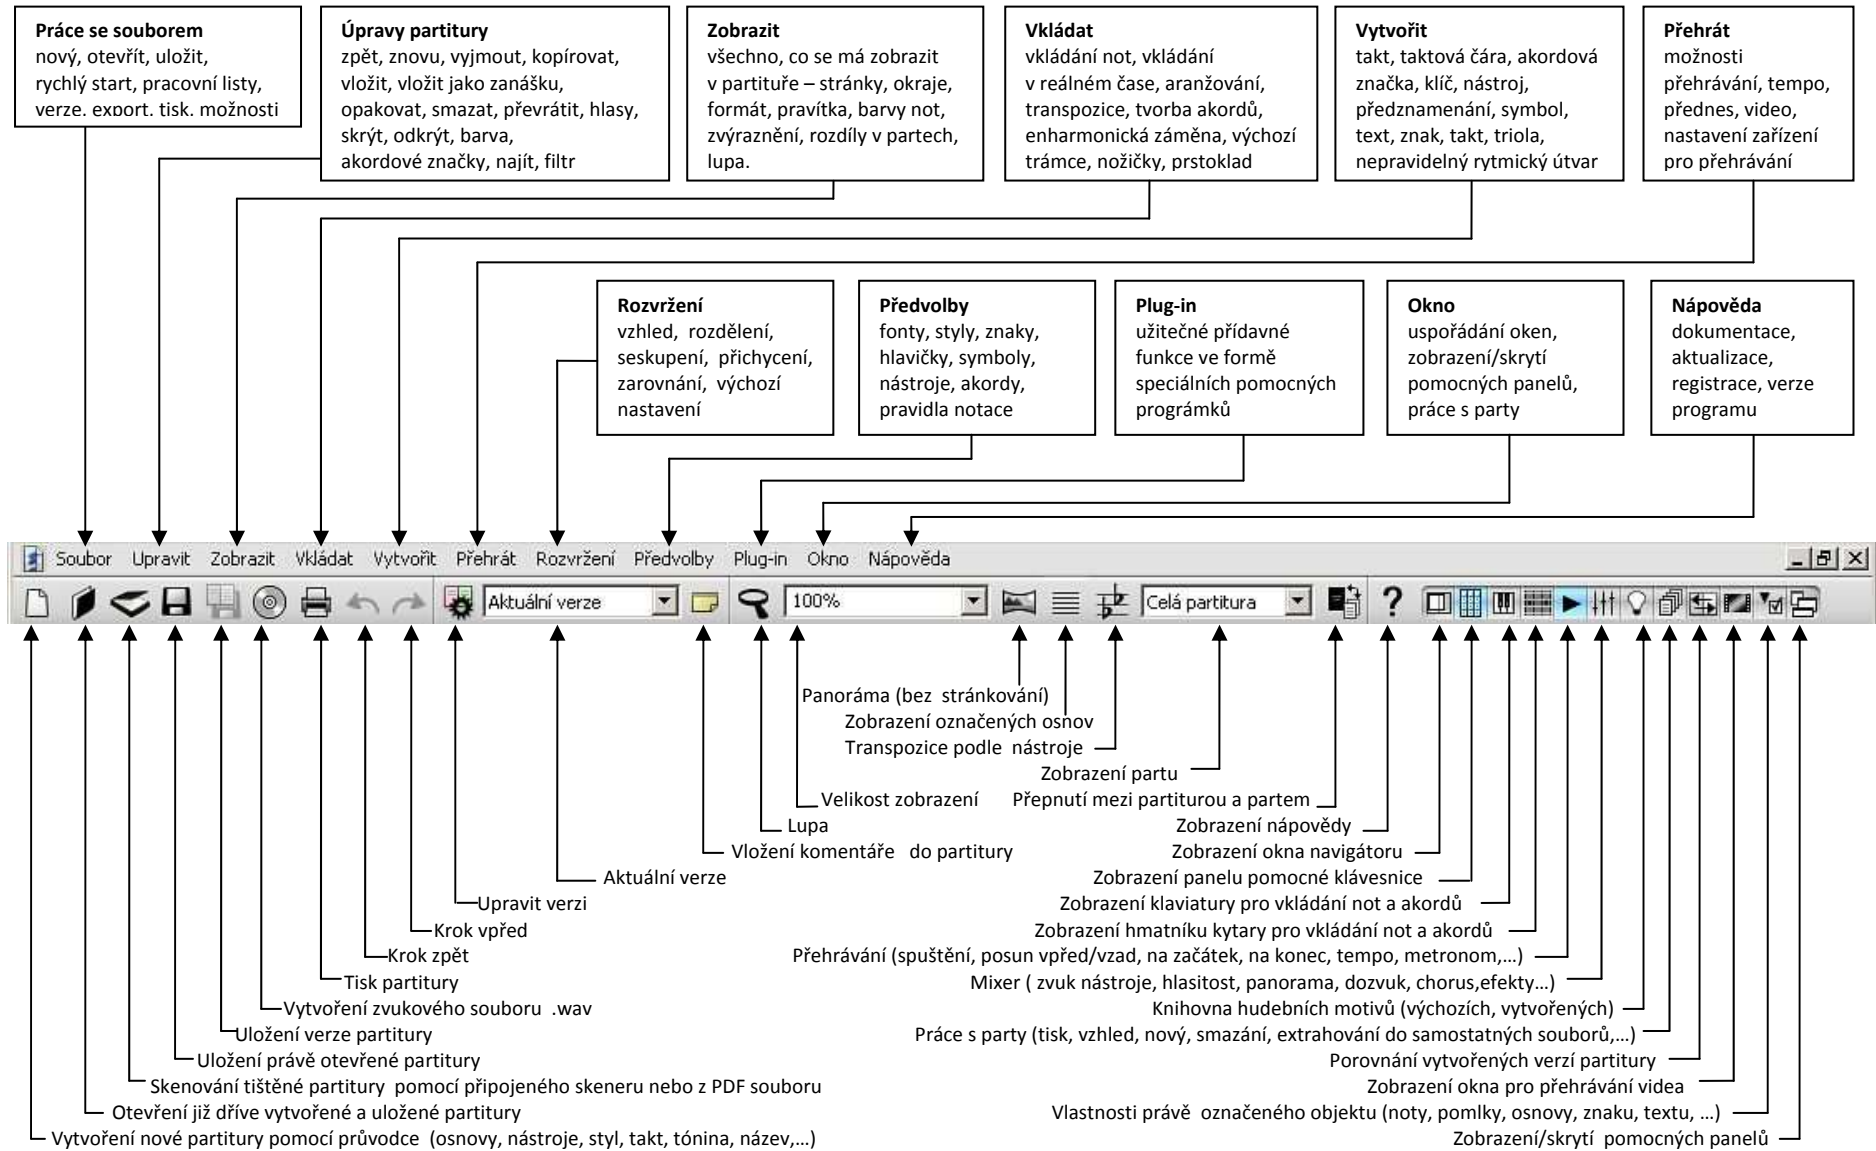 Práce se souborem
nový, otevřít, uložit,
rychlý start, pracovní listy,
verze, export, tisk, možnosti
Úpravy partitury
zpět, znovu, vyjmout, kopírovat,
vložit, vložit jako zanášku,
opakovat, smazat, převrátit, hlasy,
skrýt, odkrýt, barva,
akordové značky, najít, filtr
Zobrazit
všechno, co se má zobrazit
v partituře – stránky, okraje,
formát, pravítka, barvy not,
zvýraznění, rozdíly v partech,
lupa.
Vkládat
vkládání not, vkládání
v reálném čase, aranžování,
transpozice, tvorba akordů,
enharmonická záměna, výchozí
trámce, nožičky, prstoklad
Vytvořit
takt, taktová čára, akordová
značka, klíč, nástroj,
předznamenání, symbol,
text, znak, takt, triola,
nepravidelný rytmický útvar
Přehrát
možnosti
přehrávání, tempo,
přednes, video,
nastavení zařízení
pro přehrávání
Rozvržení
vzhled, rozdělení,
seskupení, přichycení,
zarovnání, výchozí
nastavení
Předvolby
fonty, styly, znaky,
hlavičky, symboly,
nástroje, akordy,
pravidla notace
Plug-in
užitečné přídavné
funkce ve formě
speciálních pomocných
prográmků
Okno
uspořádání oken,
zobrazení/skrytí
pomocných panelů,
práce s party
Nápověda
dokumentace,
aktualizace,
registrace, verze
programu
Soubor Upravit Zobrazit Vkládat Vytvořit Přehrát Rozvržení Předvolby Plug-in Okno Nápověda
Aktuální verze 100% Celá partitura ?
Panoráma (bez stránkování)
Zobrazení označených osnov
Transpozice podle nástroje
Zobrazení partu
Velikost zobrazení
Přepnutí mezi partiturou a partem
Lupa
Zobrazení nápovědy
Vložení komentáře do partitury
Zobrazení okna navigátoru
Aktuální verze
Zobrazení panelu pomocné klávesnice
Upravit verzi
Zobrazení klaviatury pro vkládání not a akordů
Krok vpřed
Zobrazení hmatníku kytary pro vkládání not a akordů
Krok zpět
Přehrávání (spuštění, posun vpřed/vzad, na začátek, na konec, tempo, metronom,...)
Tisk partitury
Mixer ( zvuk nástroje, hlasitost, panorama, dozvuk, chorus,efekty...)
Vytvoření zvukového souboru .wav
Knihovna hudebních motivů (výchozích, vytvořených)
Uložení verze partitury
Práce s party (tisk, vzhled, nový, smazání, extrahování do samostatných souborů,...)
Uložení právě otevřené partitury
Porovnání vytvořených verzí partitury
Skenování tištěné partitury pomocí připojeného skeneru nebo z PDF souboru
Zobrazení okna pro přehrávání videa
Otevření již dříve vytvořené a uložené partitury
Vlastnosti právě označeného objektu (noty, pomlky, osnovy, znaku, textu, ...)
Vytvoření nové partitury pomocí průvodce (osnovy, nástroje, styl, takt, tónina, název,...)
Zobrazení/skrytí pomocných panelů